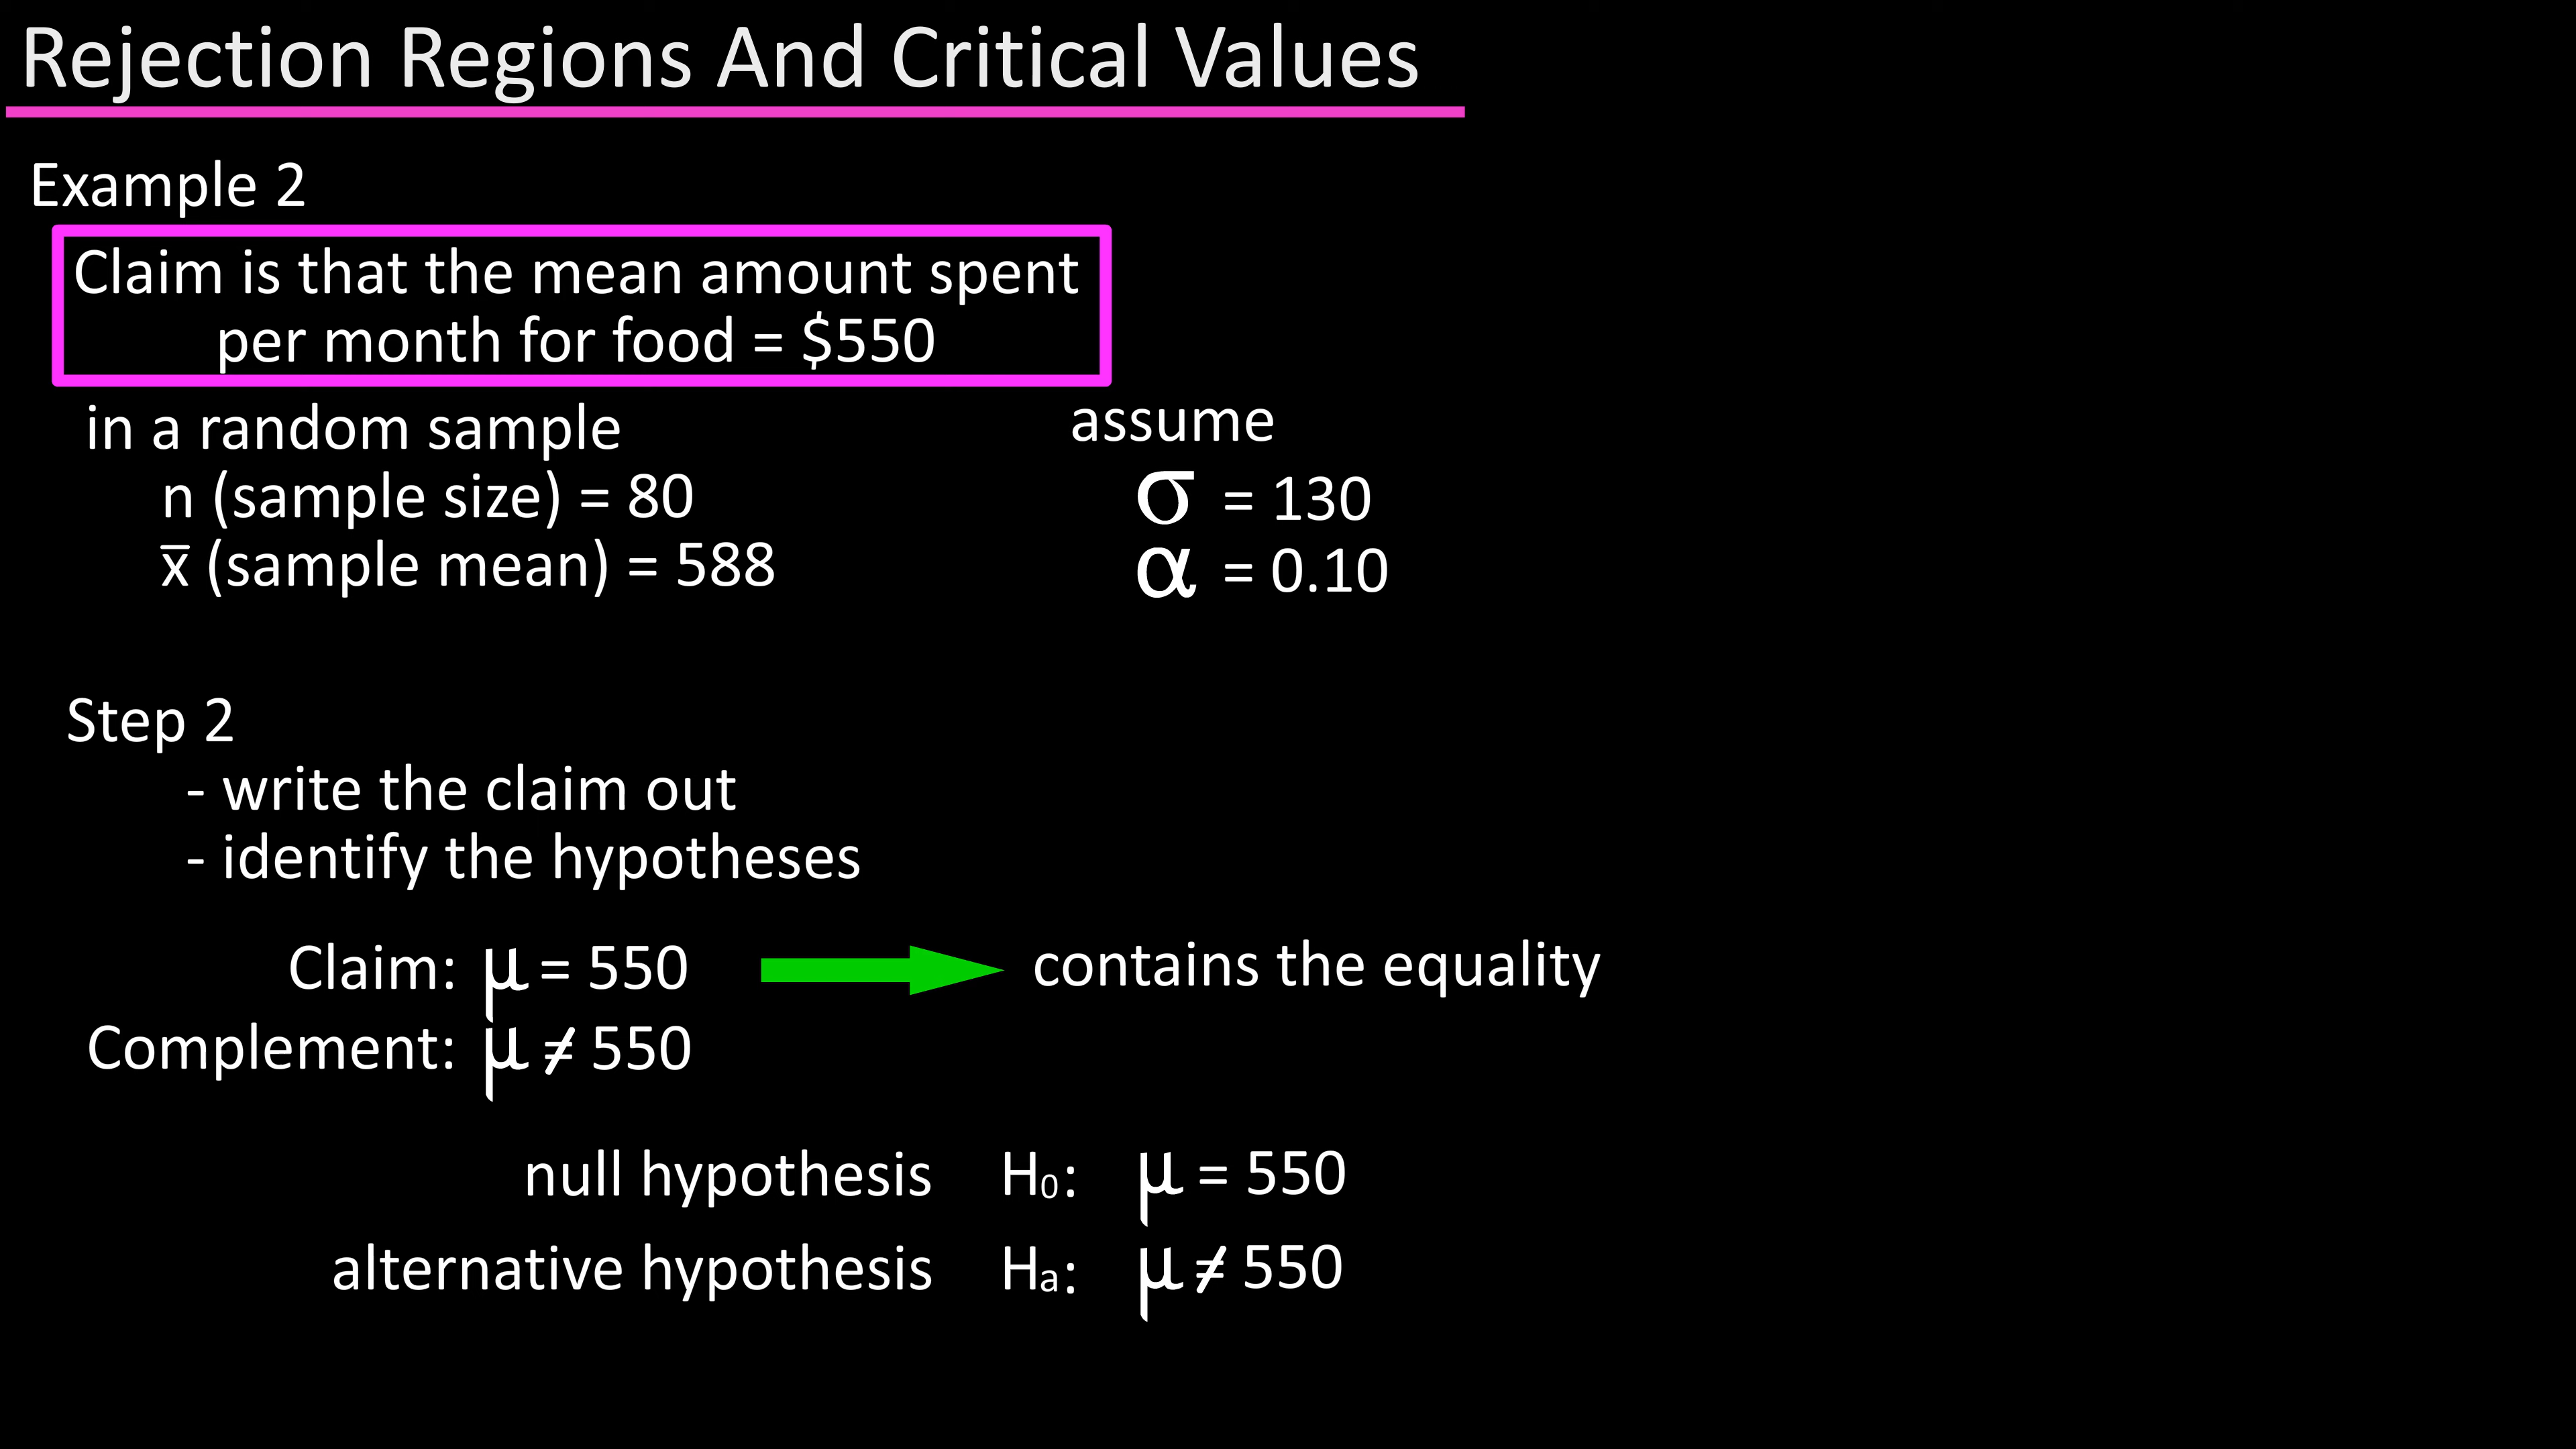 Rejection Regions And Critical Values
Example 2
Claim is that the mean amount spent
per month for food = $550
in a random sample
n (sample size) = 80
x̅ (sample mean) = 588
assume
σ = 130
α = 0.10
Step 2
- write the claim out
- identify the hypotheses
Claim: μ = 550
contains the equality
Complement: μ ≠ 550
null hypothesis H₀: μ = 550
alternative hypothesis Hₐ: μ ≠ 550